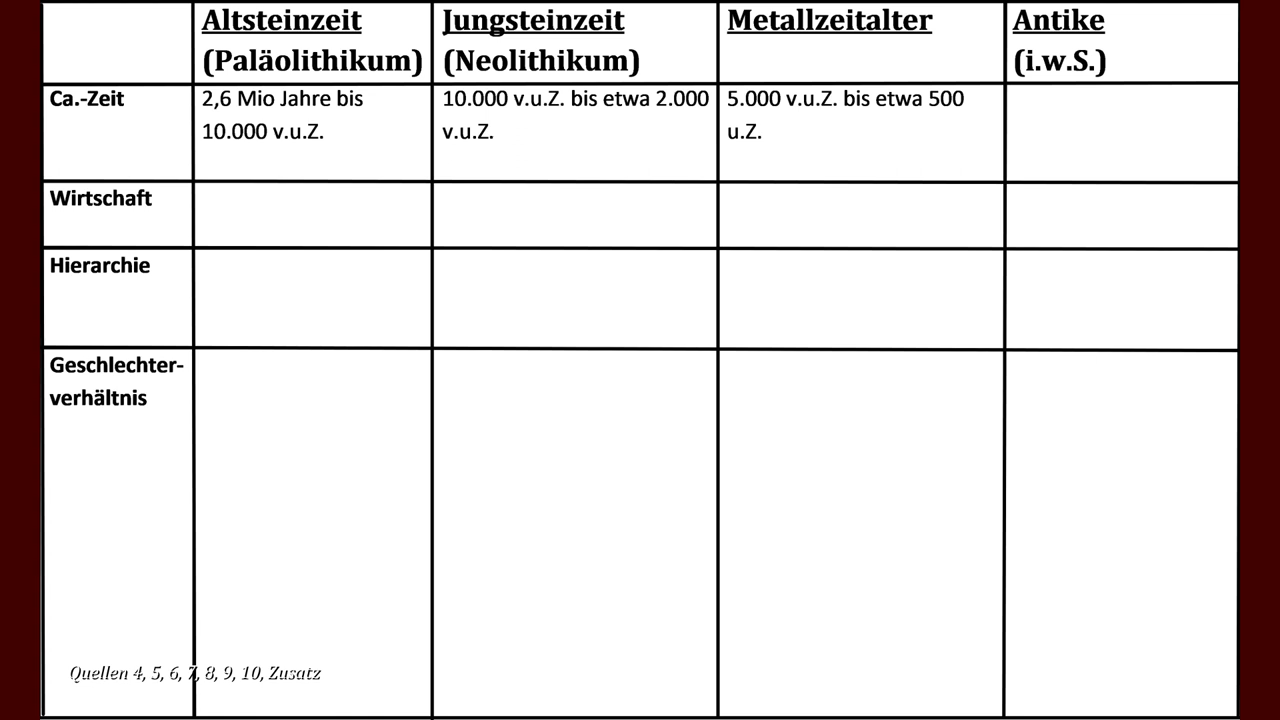 Altsteinzeit
(Paläolithikum)
Jungsteinzeit
(Neolithikum)
Metallzeitalter
Antike
(i.w.S.)
Ca.-Zeit
2,6 Mio Jahre bis
10.000 v.u.Z.
10.000 v.u.Z. bis etwa 2.000
v.u.Z.
5.000 v.u.Z. bis etwa 500
u.Z.
Wirtschaft
Hierarchie
Geschlechter-
verhältnis
Quellen 4, 5, 6, 7, 8, 9, 10, Zusatz